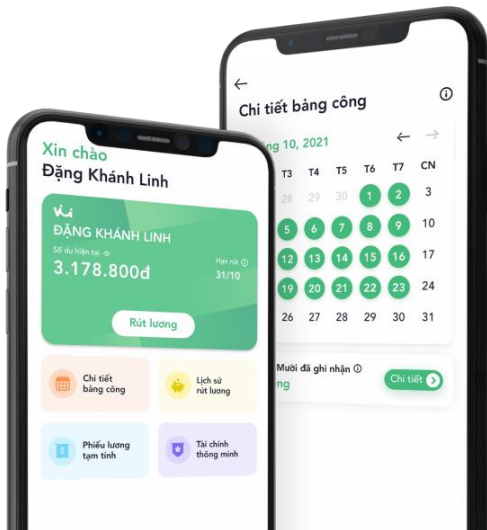 Xin chào
Đặng Khánh Linh
Vui
ĐẶNG KHÁNH LINH
Số dư hiện tại
3.178.800đ
Hạn rút
31/10
Rút lương
Chi tiết
bảng công
Lịch sử
rút lương
Phiếu lương
tạm tính
Tài chính
thông minh
Chi tiết bảng công
ng 10, 2021
T3 T4 T5 T6 T7 CN
28 29 30 1 2 3
5 6 7 8 9 10
12 13 14 15 16 17
19 20 21 22 23 24
26 27 28 29 30 31
Mười đã ghi nhận
ng
Chi tiết